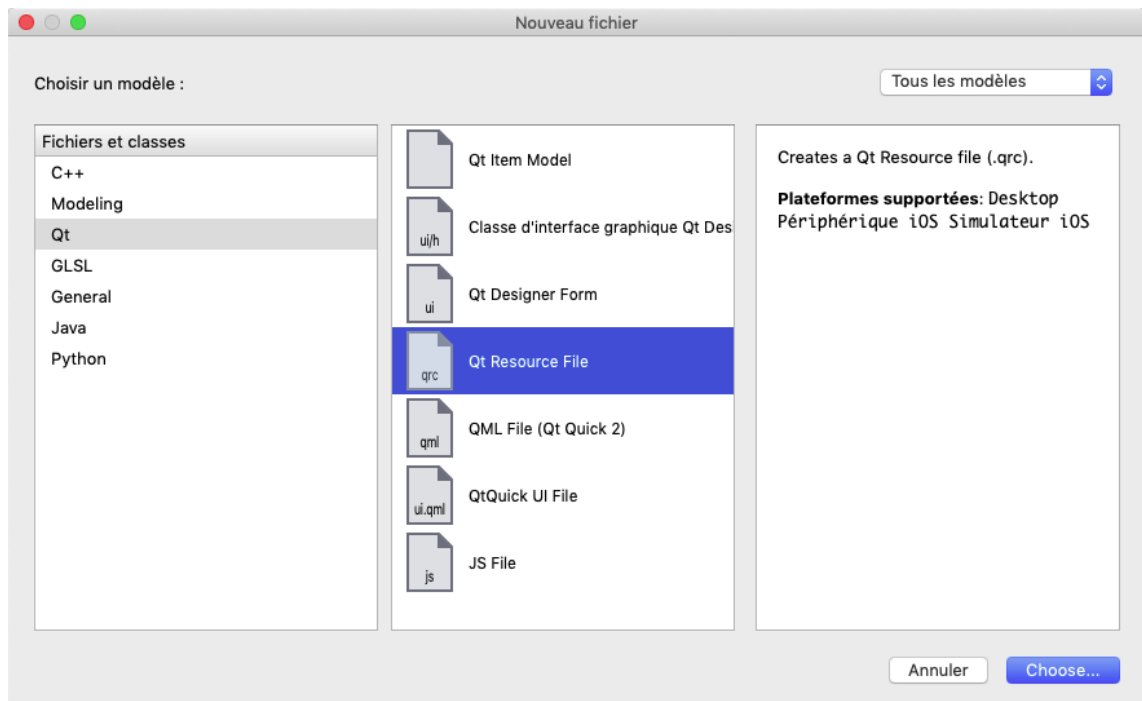 Nouveau fichier
Choisir un modèle :
Tous les modèles
Fichiers et classes
C++
Modeling
Qt
GLSL
General
Java
Python
Qt Item Model
ui/h
Classe d'interface graphique Qt Des
ui
Qt Designer Form
qrc
Qt Resource File
qml
QML File (Qt Quick 2)
ui.qml
QtQuick UI File
js
JS File
Creates a Qt Resource file (.qrc).
Plateformes supportées: Desktop
Périphérique iOS Simulateur iOS
Annuler
Choose...